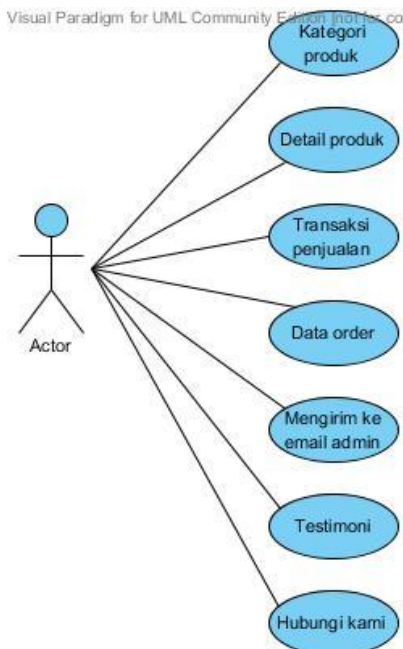 Visual Paradigm for UML Community Edition [not for co
Kategori
produk
Detail produk
Transaksi
penjualan
Data order
Actor
Mengirim ke
email admin
Testimoni
Hubungi kami